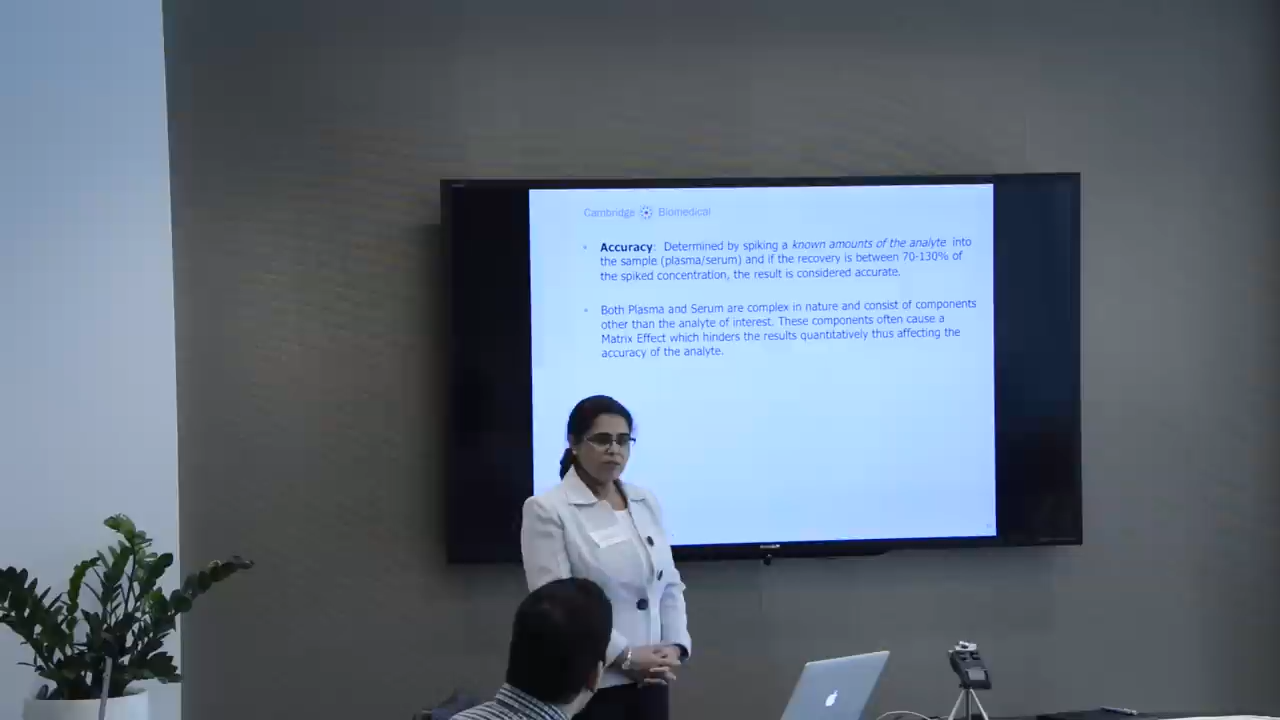 Cambridge Biomedical
Accuracy: Determined by spiking a known amounts of the analyte into
the sample (plasma/serum) and if the recovery is between 70-130% of
the spiked concentration, the result is considered accurate.
Both Plasma and Serum are complex in nature and consist of components
other than the analyte of interest. These components often cause a
Matrix Effect which hinders the results quantitatively thus affecting the
accuracy of the analyte.